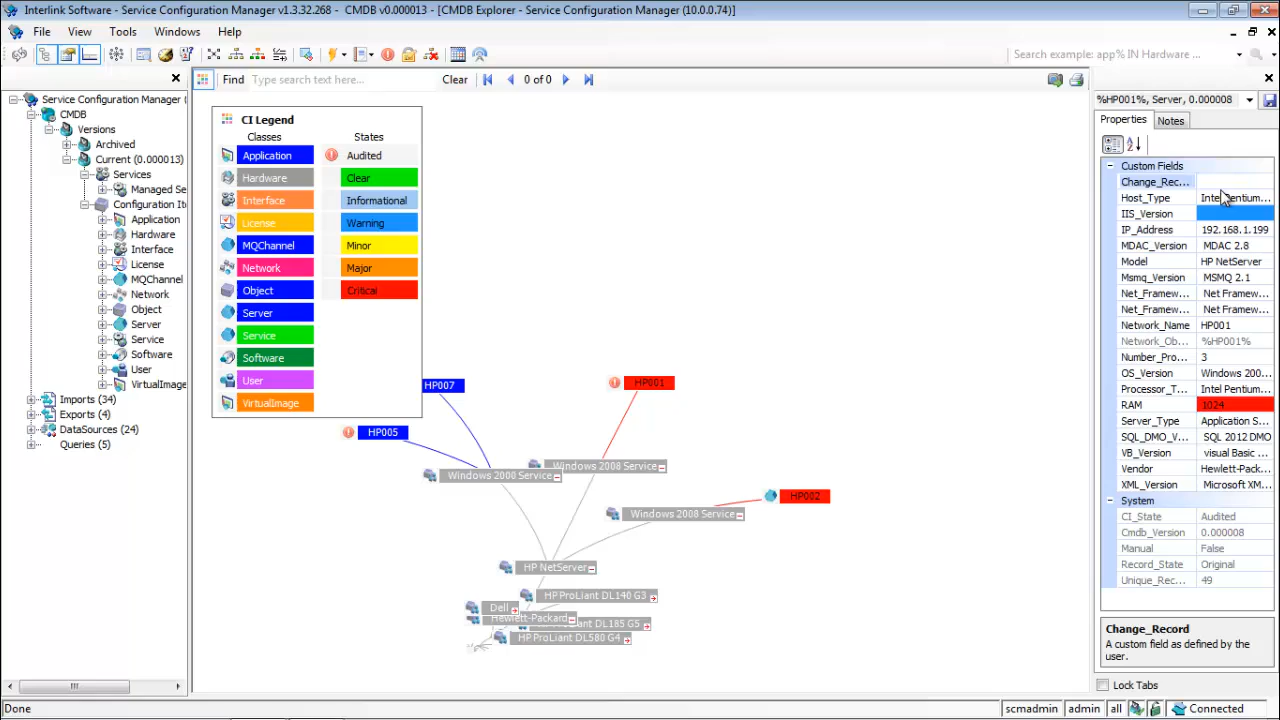 Interlink Software - Service Configuration Manager v1.3.32.268 - CMDB v0.000013 - [CMDB Explorer - Service Configuration Manager (10.0.0.74)]
File View Tools Windows Help
Search example: app% IN Hardware ...
Find Type search text here... Clear 0 of 0
Service Configuration Manager (
CMDB
Versions
Archived
Current (0.000013)
Services
Managed Se
Configuration Ite
Application
Hardware
Interface
License
MQChannel
Network
Object
Server
Service
Software
User
VirtualImage
Imports (34)
Exports (4)
DataSources (24)
Queries (5)
CI Legend
Classes States
Application Audited
Hardware Clear
Interface Informational
License Warning
MQChannel Minor
Network Major
Object Critical
Server
Service
Software
User
VirtualImage
HP007
HP001
HP005
Windows 2008 Service
Windows 2000 Service
HP002
Windows 2008 Service
HP NetServer
HP ProLiant DL140 G3
Dell
Hewlett-Packard
HP ProLiant DL185 G5
HP ProLiant DL580 G4
%HP001%, Server, 0.000008
Properties Notes
Custom Fields
Change_Rec...
Host_Type Intel Pentium...
IIS_Version
IP_Address 192.168.1.199
MDAC_Version MDAC 2.8
Model HP NetServer
Msmq_Version MSMQ 2.1
Net_Framew... Net Framew...
Net_Framew... Net Framew...
Network_Name HP001
Network_Ob... %HP001%
Number_Pro... 3
OS_Version Windows 200...
Processor_T... Intel Pentium...
RAM 1024
Server_Type Application S...
SQL_DMO_V... SQL 2012 DMO
VB_Version visual Basic ...
Vendor Hewlett-Pack...
XML_Version Microsoft XM...
System
CI_State Audited
Cmdb_Version 0.000008
Manual False
Record_State Original
Unique_Rec... 49
Change_Record
A custom field as defined by the
user.
Lock Tabs
Done scmadmin admin all Connected